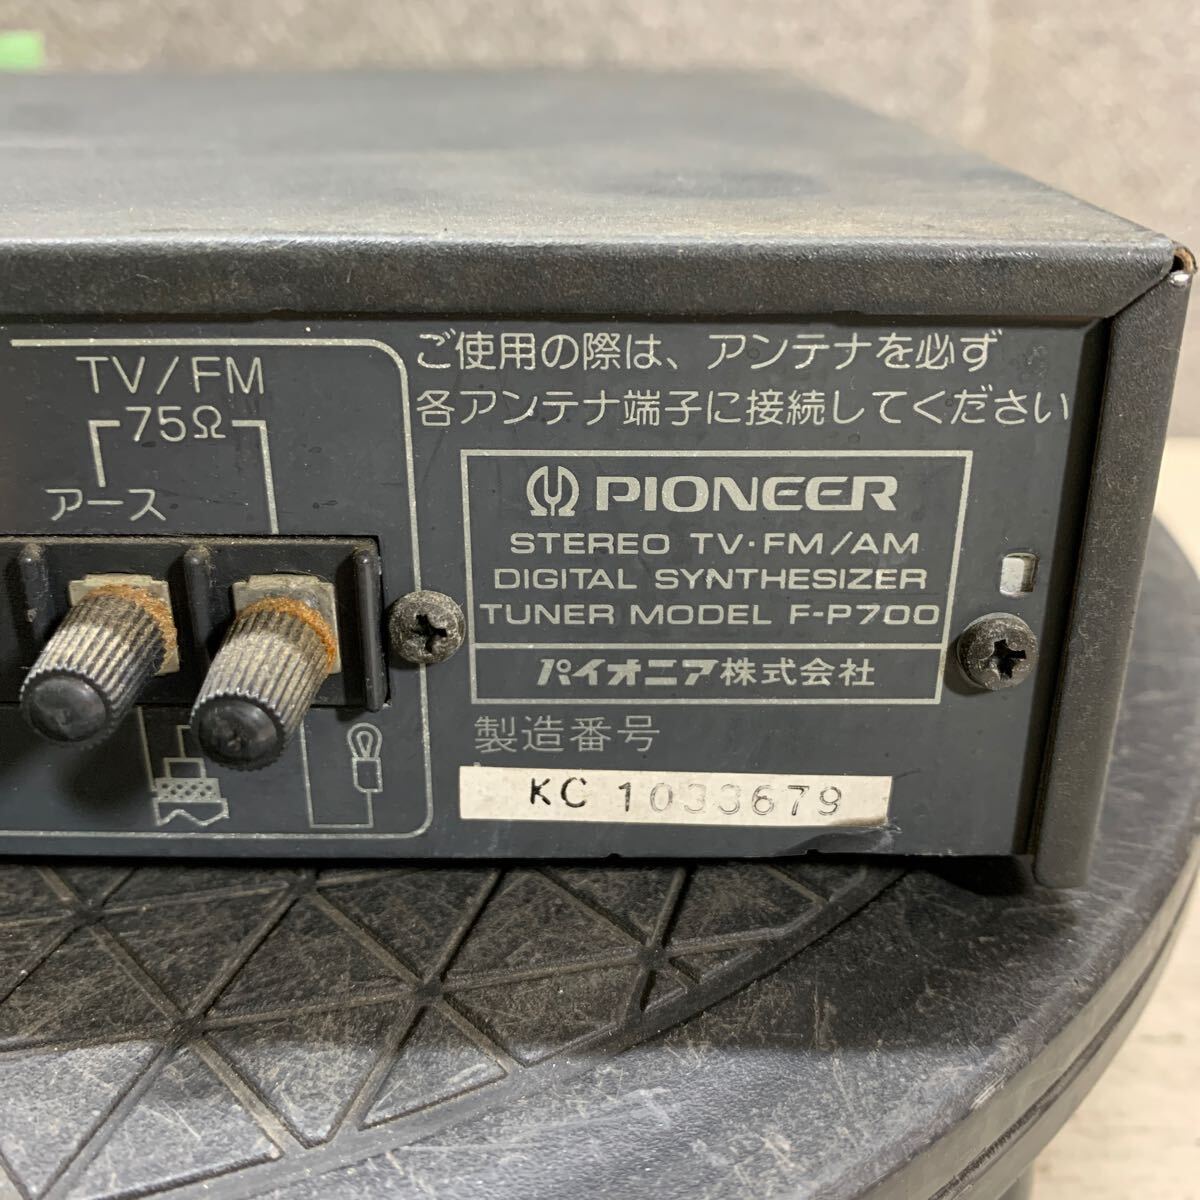 TV/FM
75Ω
アース
ご使用の際は、アンテナを必ず
各アンテナ端子に接続してください
PIONEER
STEREO TV・FM/AM
DIGITAL SYNTHESIZER
TUNER MODEL F-P700
パイオニア株式会社
製造番号
KC 1033679